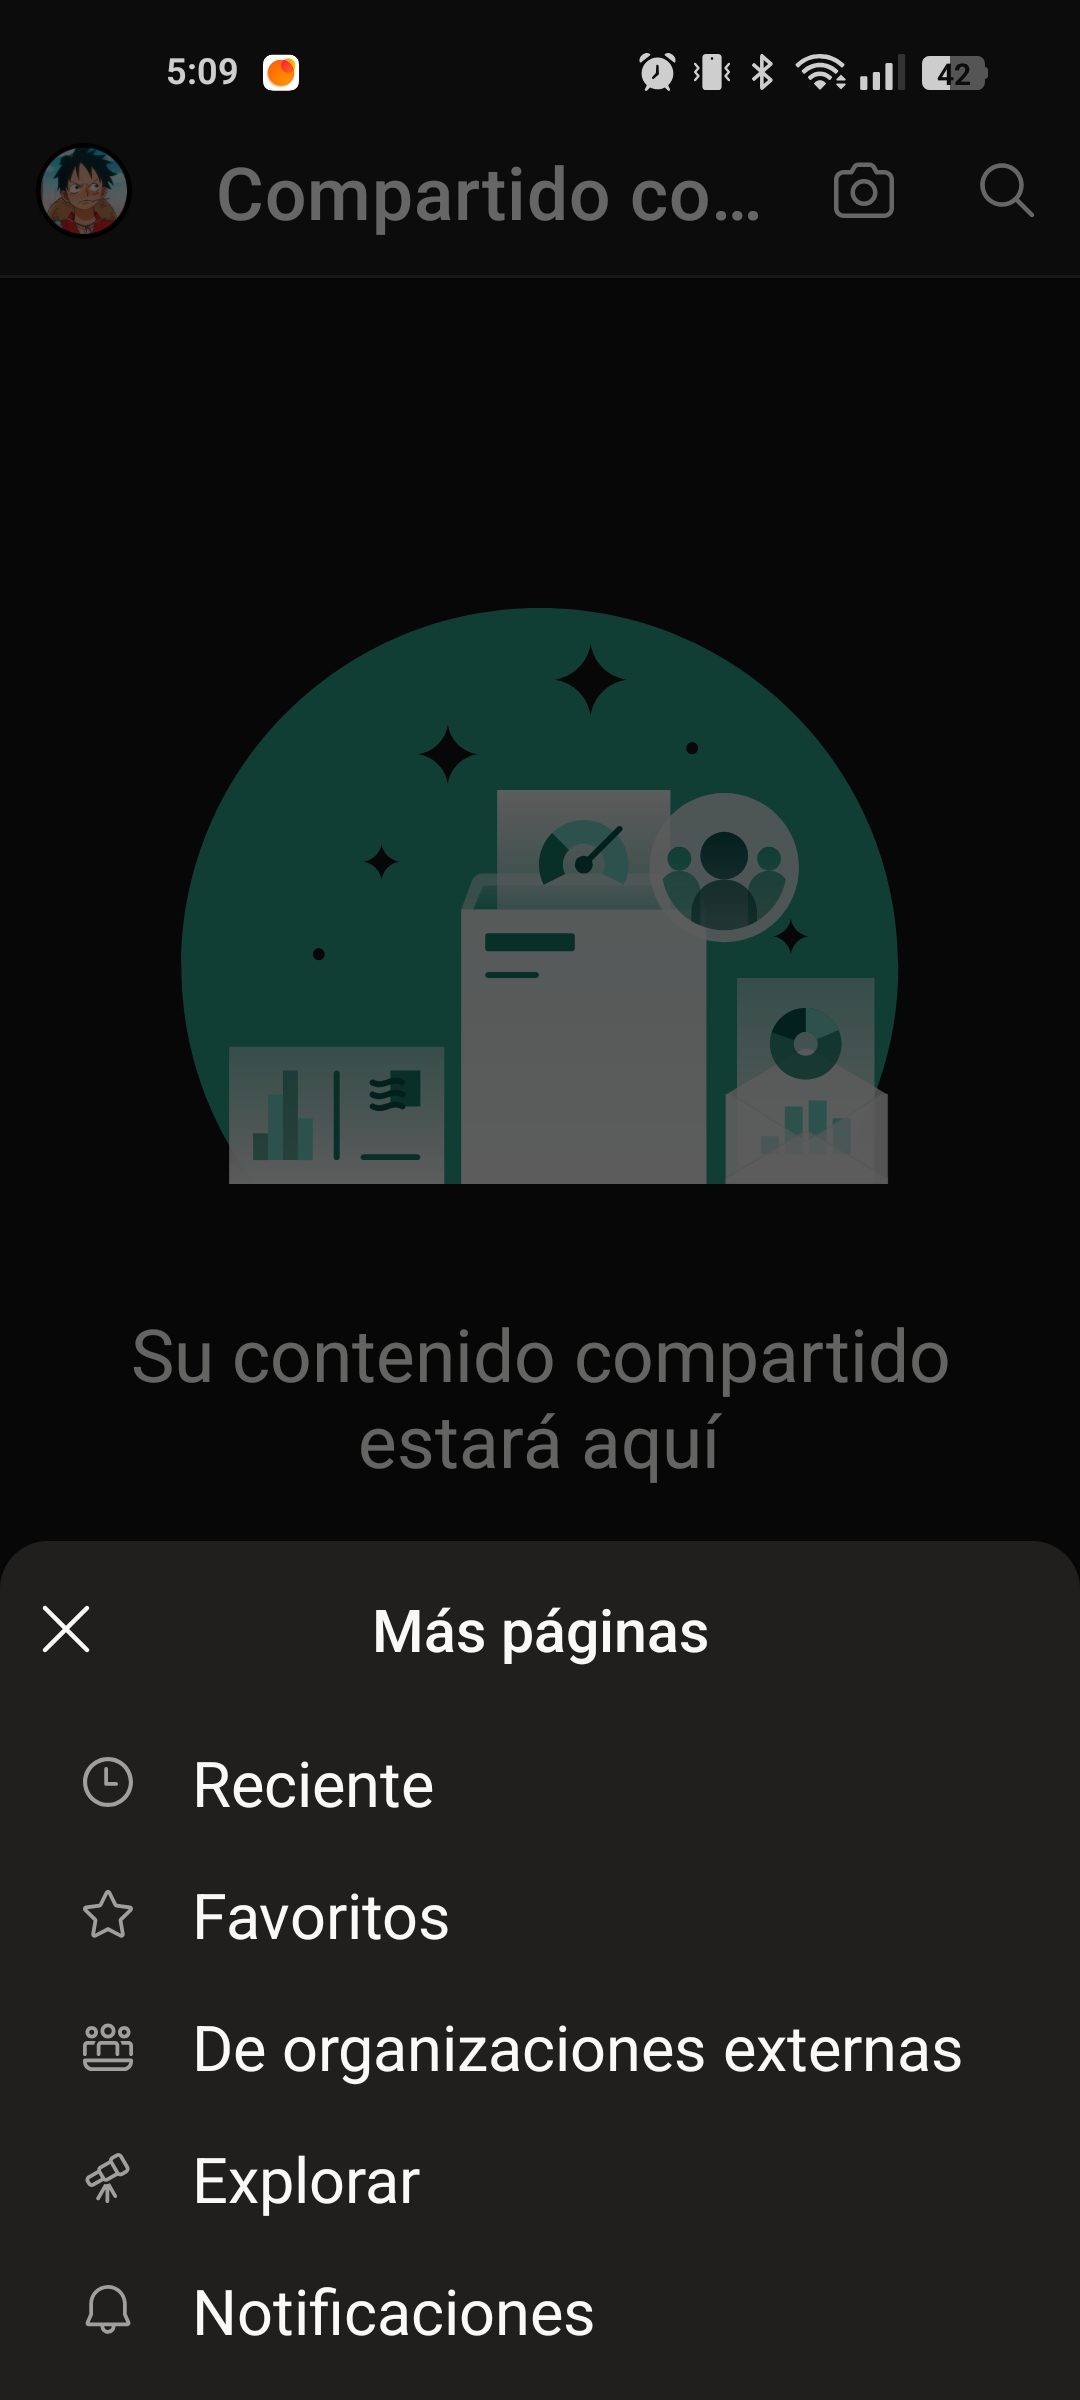 5:09
42
Compartido co...
Su contenido compartido
estará aquí
Más páginas
Reciente
Favoritos
De organizaciones externas
Explorar
Notificaciones